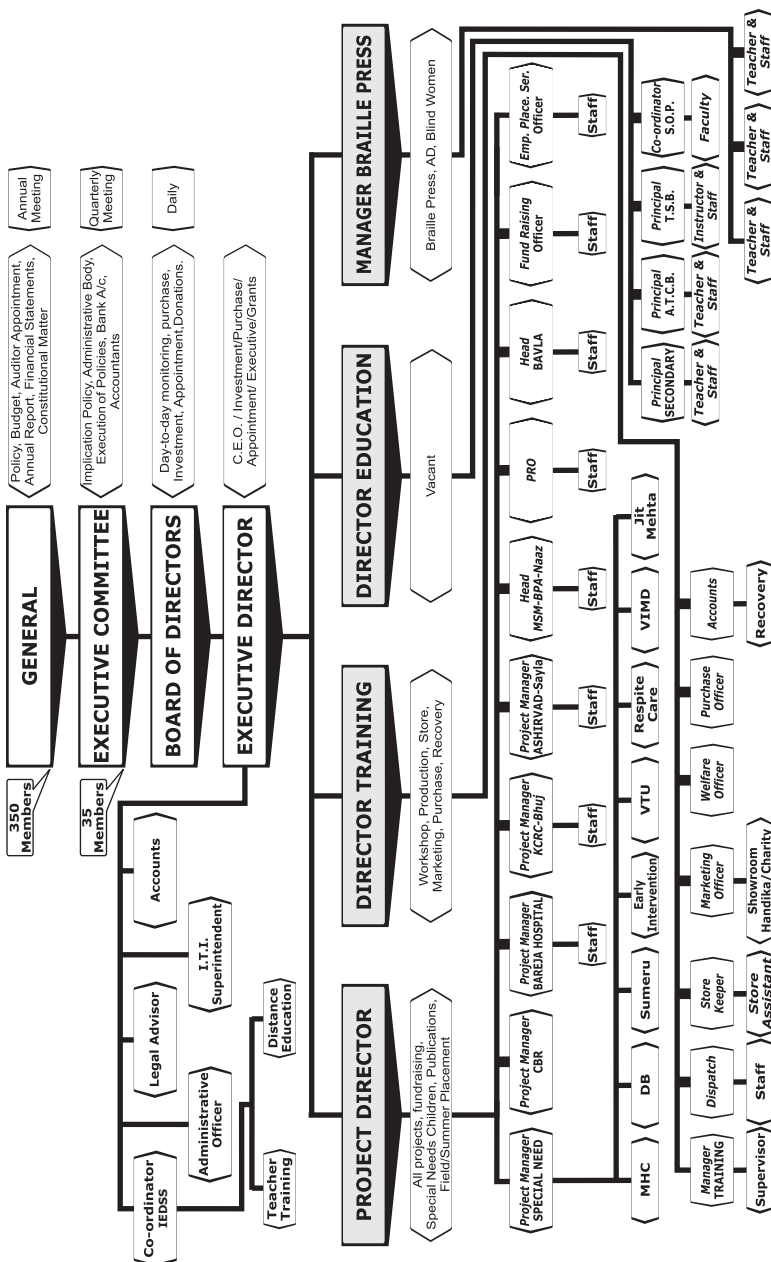 350
Members
GENERAL
Policy, Budget, Auditor Appointment,
Annual Report, Financial Statements,
Constitutional Matter
Annual
Meeting
35
Members
EXECUTIVE COMMITTEE
Implication Policy, Administrative Body,
Execution of Policies, Bank A/c,
Accountants
Quarterly
Meeting
BOARD OF DIRECTORS
Day-to-day monitoring, purchase,
Investment, Appointment,Donations.
Daily
EXECUTIVE DIRECTOR
C.E.O. / Investment/Purchase/
Appointment/ Executive/Grants
Co-ordinator
IEDSS
Administrative
Officer
Legal Advisor
I.T.I.
Superintendent
Accounts
Teacher
Training
Distance
Education
PROJECT DIRECTOR
DIRECTOR TRAINING
DIRECTOR EDUCATION
MANAGER BRAILLE PRESS
All projects, fundraising,
Special Needs Children, Publications,
Field/Summer Placement
Workshop, Production, Store,
Marketing, Purchase, Recovery
Vacant
Braille Press, AD, Blind Women
Project Manager
SPECIAL NEED
Project Manager
CBR
Project Manager
BAREJA HOSPITAL
Project Manager
KCRC-Bhuj
Project Manager
ASHIRVAD-Sayla
Head
MSM-BPA-Naaz
PRO
Head
BAVLA
Fund Raising
Officer
Emp. Place. Ser.
Officer
Staff
Staff
Staff
Staff
Staff
Staff
Staff
Staff
MHC
DB
Sumeru
Early
Intervention
VTU
Respite
Care
VIMD
Jit
Mehta
Principal
SECONDARY
Principal
A.T.C.B.
Principal
T.S.B.
Co-ordinator
S.O.P.
Teacher &
Staff
Teacher &
Staff
Instructor &
Staff
Faculty
Manager
TRAINING
Dispatch
Store
Keeper
Marketing
Officer
Welfare
Officer
Purchase
Officer
Accounts
Supervisor
Staff
Store
Assistant
Showroom
Handika/Charity
Recovery
Teacher &
Staff
Teacher &
Staff
Teacher &
Staff